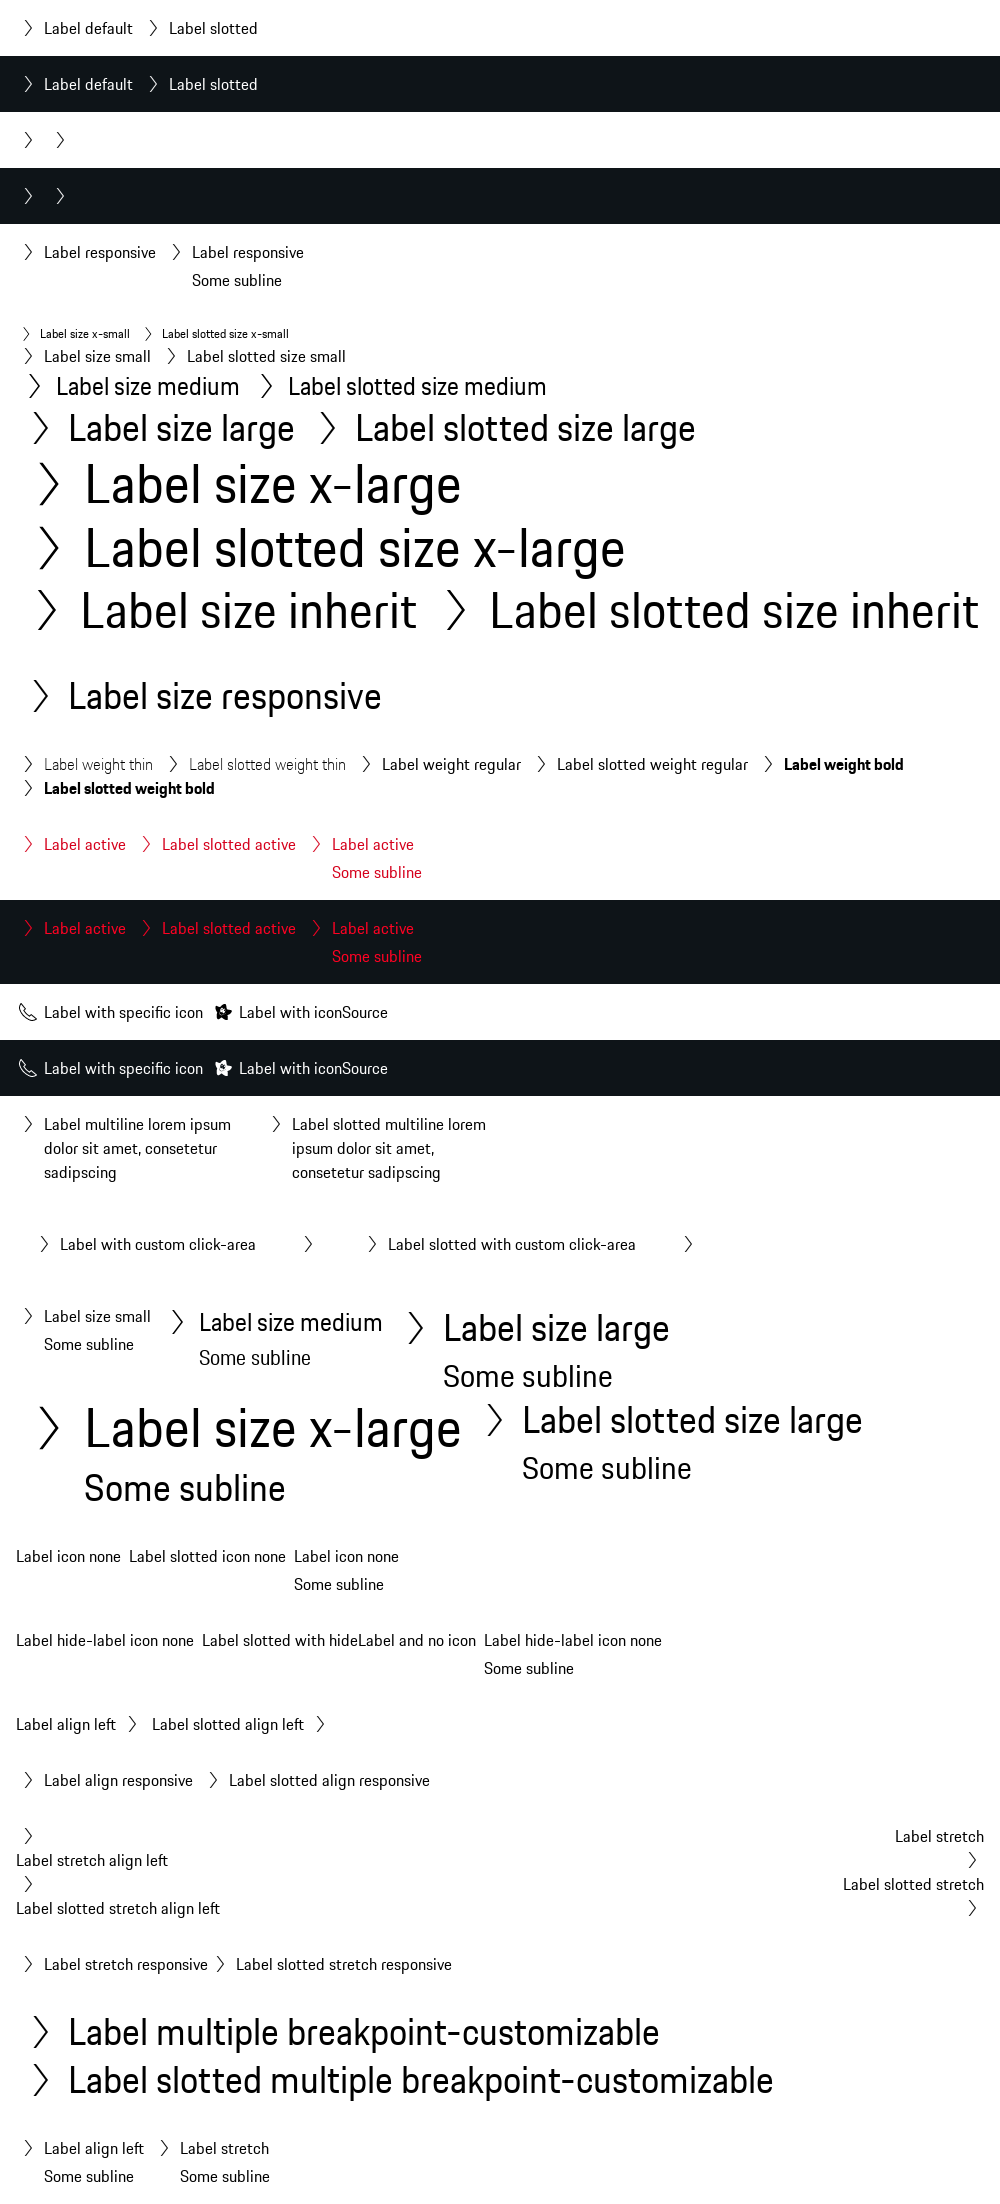 Label default Label slotted
Label default Label slotted
Label responsive Label responsive
Some subline
Label size x-small Label slotted size x-small
Label size small Label slotted size small
Label size medium Label slotted size medium
Label size large Label slotted size large
Label size x-large
Label slotted size x-large
Label size inherit Label slotted size inherit
Label size responsive
Label weight thin Label slotted weight thin Label weight regular Label slotted weight regular Label weight bold
Label slotted weight bold
Label active Label slotted active Label active
Some subline
Label active Label slotted active Label active
Some subline
Label with specific icon Label with iconSource
Label with specific icon Label with iconSource
Label multiline lorem ipsum
dolor sit amet, consetetur
sadipscing
Label slotted multiline lorem
ipsum dolor sit amet,
consetetur sadipscing
Label with custom click-area Label slotted with custom click-area
Label size small
Some subline
Label size medium
Some subline
Label size large
Some subline
Label size x-large
Some subline
Label slotted size large
Some subline
Label icon none Label slotted icon none Label icon none
Some subline
Label hide-label icon none Label slotted with hideLabel and no icon Label hide-label icon none
Some subline
Label align left Label slotted align left
Label align responsive Label slotted align responsive
Label stretch
Label stretch align left
Label slotted stretch
Label slotted stretch align left
Label stretch responsive Label slotted stretch responsive
Label multiple breakpoint-customizable
Label slotted multiple breakpoint-customizable
Label align left Label stretch
Some subline Some subline